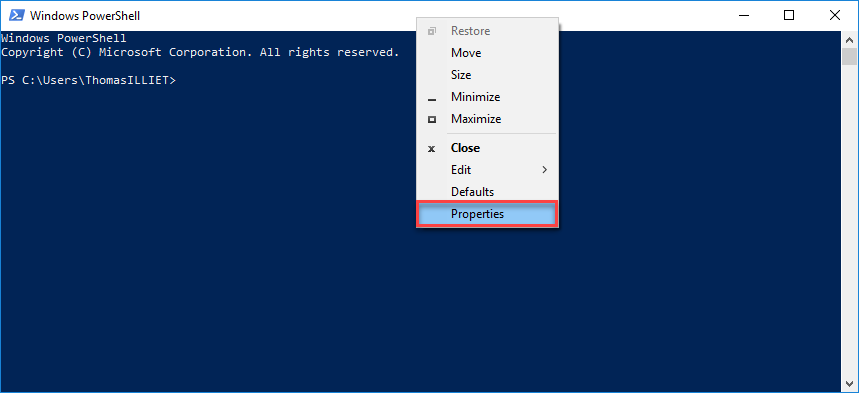 Windows PowerShell
Windows PowerShell
Copyright (C) Microsoft Corporation. All rights reserved.
PS C:\Users\ThomasILLIET>
Restore
Move
Size
Minimize
Maximize
Close
Edit
Defaults
Properties